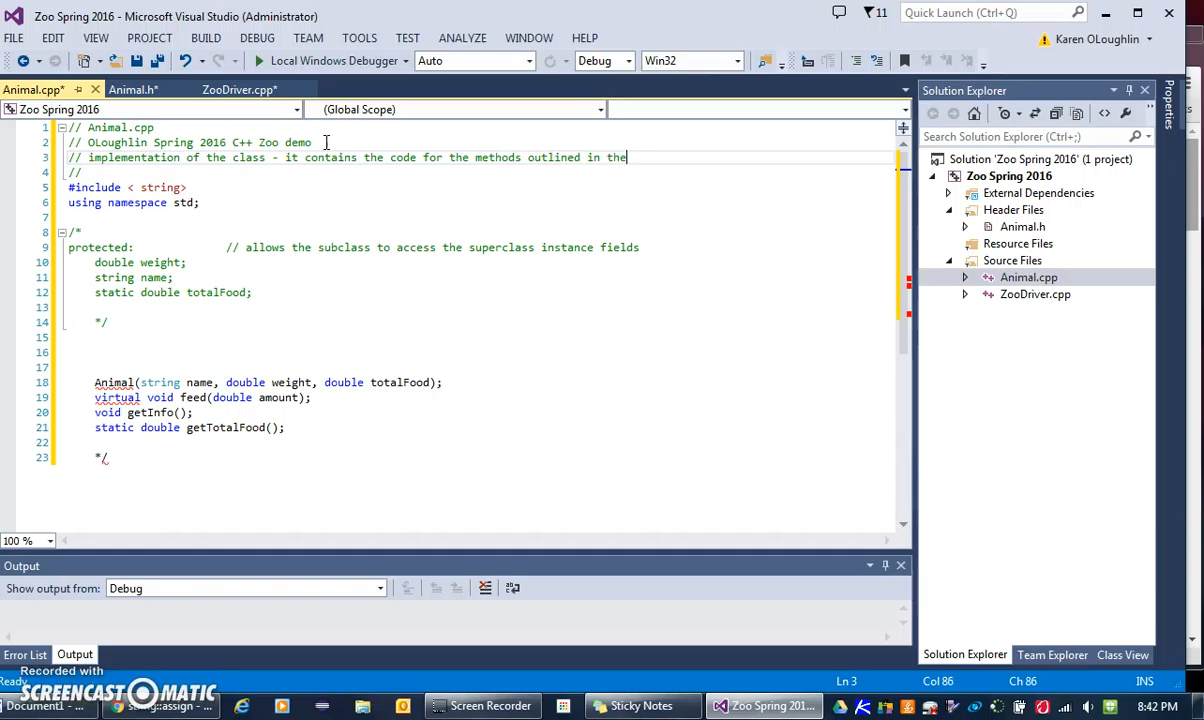 Zoo Spring 2016 - Microsoft Visual Studio (Administrator)
11
Quick Launch (Ctrl+Q)
FILE EDIT VIEW PROJECT BUILD DEBUG TEAM TOOLS TEST ANALYZE WINDOW HELP
Karen OLoughlin
Local Windows Debugger Auto Debug Win32
Animal.cpp* Animal.h* ZooDriver.cpp*
Zoo Spring 2016 (Global Scope)
1 // Animal.cpp
2 // OLoughlin Spring 2016 C++ Zoo demo
3 // implementation of the class - it contains the code for the methods outlined in the
4 //
5 #include < string>
6 using namespace std;
7
8 /*
9 protected: // allows the subclass to access the superclass instance fields
10 double weight;
11 string name;
12 static double totalFood;
13
14 */
15
16
17
18 Animal(string name, double weight, double totalFood);
19 virtual void feed(double amount);
20 void getInfo();
21 static double getTotalFood();
22
23 */
100 %
Output
Show output from: Debug
Error List Output
Solution Explorer
Search Solution Explorer (Ctrl+;)
Solution 'Zoo Spring 2016' (1 project)
Zoo Spring 2016
External Dependencies
Header Files
Animal.h
Resource Files
Source Files
Animal.cpp
ZooDriver.cpp
Solution Explorer Team Explorer Class View
Properties
Ready Ln 3 Col 86 Ch 86 INS
Recorded with
SCREENCAST-O-MATIC
Document1 - ... string::assign - ... Screen Recorder Sticky Notes Zoo Spring 201... 8:42 PM